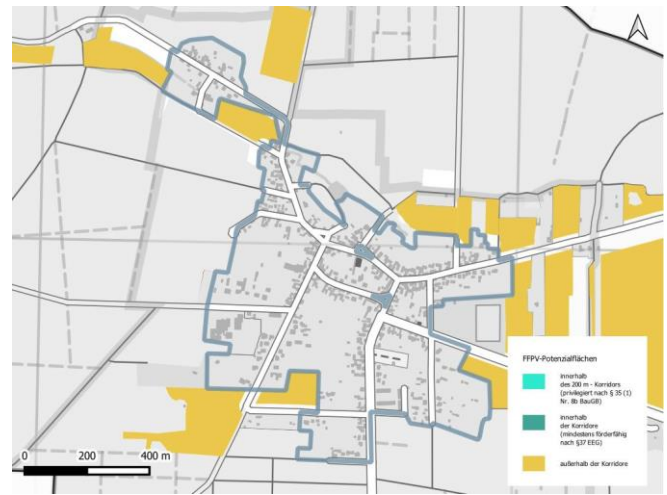 FFPV-Potenzialflächen
innerhalb
des 200 m - Korridors
(privilegiert nach § 35 (1)
Nr. 8b BauGB)
innerhalb
der Korridore
(mindestens förderfähig
nach §37 EEG)
außerhalb der Korridore
0 200 400 m